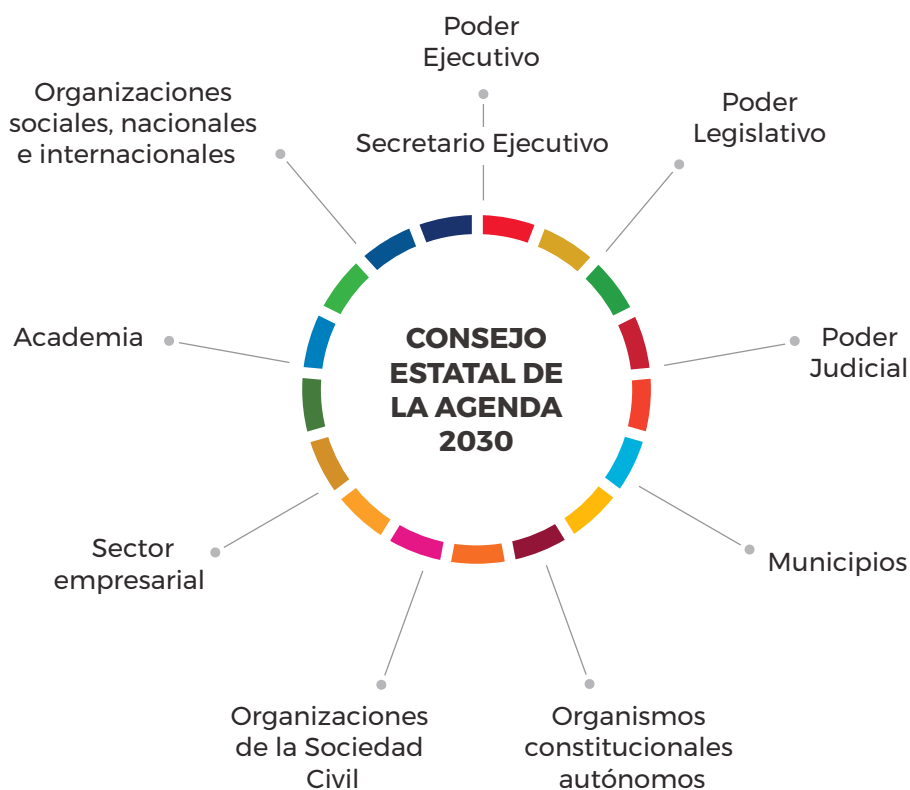 Poder
Ejecutivo
Secretario Ejecutivo
Poder
Legislativo
Poder
Judicial
Municipios
Organismos
constitucionales
autónomos
Organizaciones
de la Sociedad
Civil
Sector
empresarial
Academia
Organizaciones
sociales, nacionales
e internacionales
CONSEJO
ESTATAL DE
LA AGENDA
2030